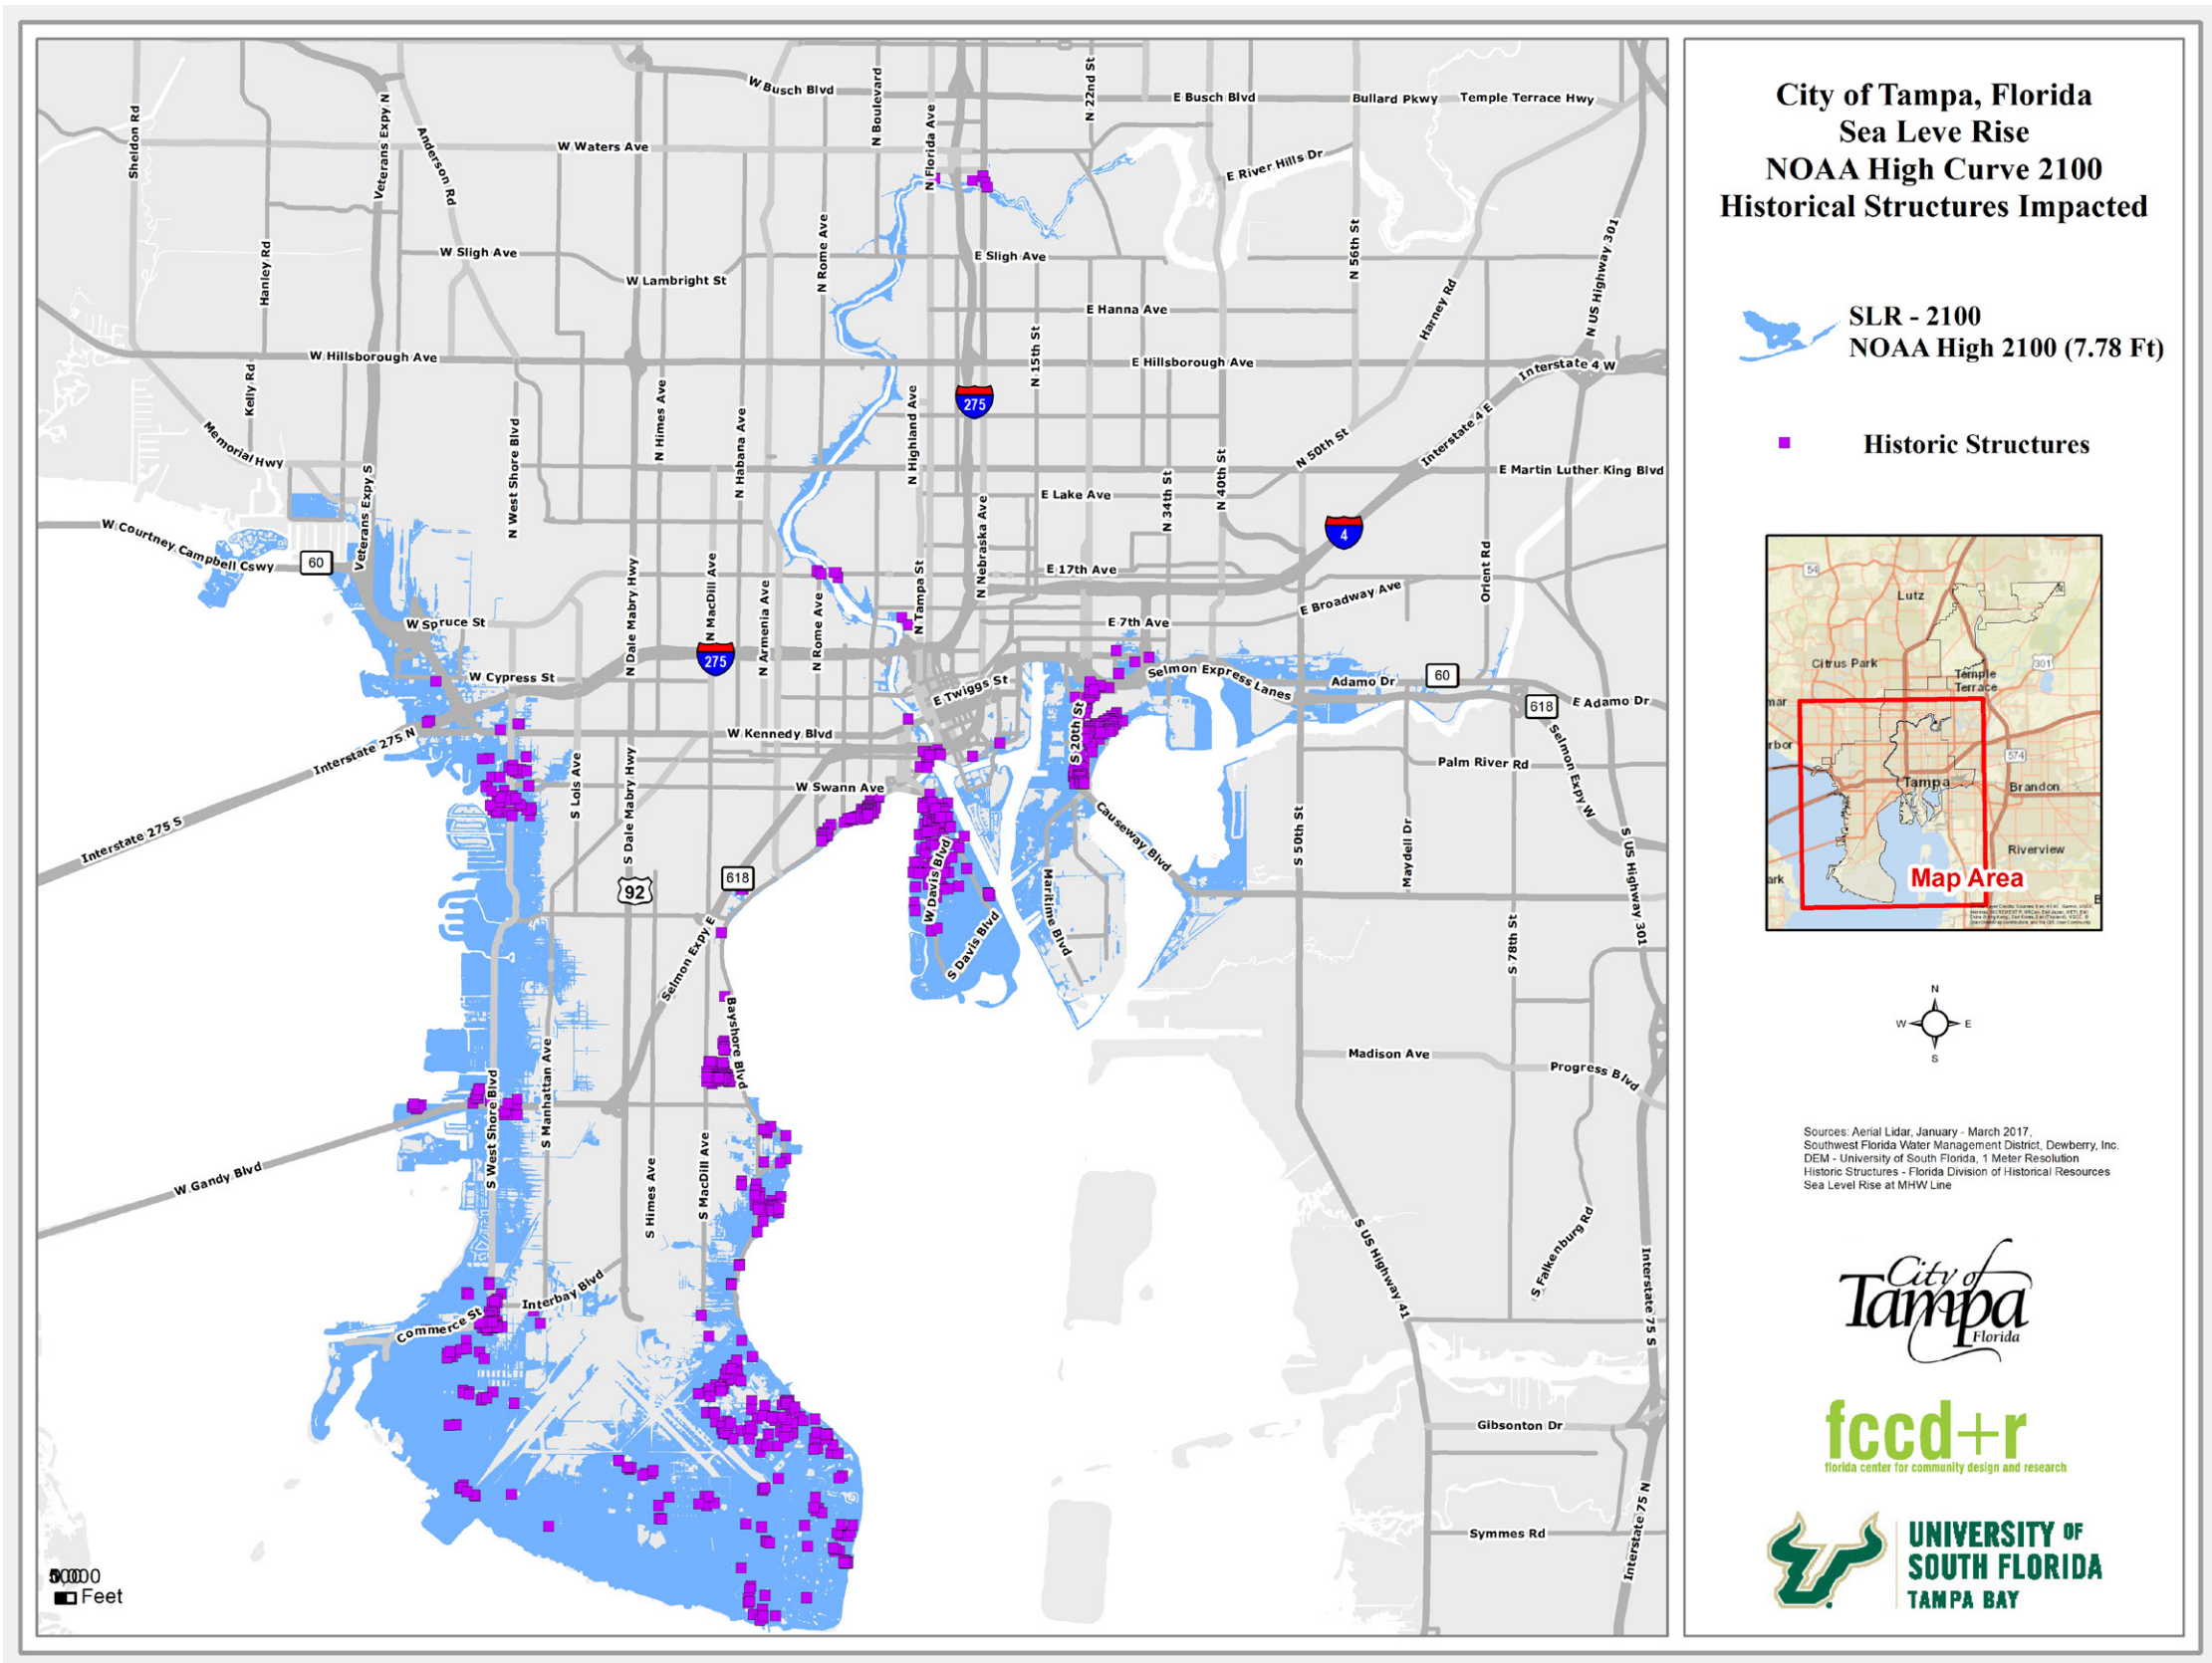 City of Tampa, Florida
Sea Leve Rise
NOAA High Curve 2100
Historical Structures Impacted
SLR - 2100
NOAA High 2100 (7.78 Ft)
Historic Structures
54
Lutz
Citrus Park
301
Temple
Terrace
mar
rbor
574
Tampa
Brandon
Riverview
ark
Map Area
N
W
E
S
Sources: Aerial Lidar, January - March 2017,
Southwest Florida Water Management District, Dewberry, Inc.
DEM - University of South Florida, 1 Meter Resolution
Historic Structures - Florida Division of Historical Resources
Sea Level Rise at MHW Line
City of
Tampa
Florida
fccd+r
florida center for community design and research
UNIVERSITY OF
SOUTH FLORIDA
TAMPA BAY
W Busch Blvd
E Busch Blvd
Bullard Pkwy
Temple Terrace Hwy
Sheldon Rd
Veterans Expy N
Anderson Rd
W Waters Ave
N Boulevard
N Florida Ave
N 22nd St
E River Hills Dr
N 56th St
N US Highway 301
Hanley Rd
W Sligh Ave
W Lambright St
N Rome Ave
E Sligh Ave
E Hanna Ave
Harney Rd
N US Highway 301
W Hillsborough Ave
Kelly Rd
N 15th St
E Hillsborough Ave
Interstate 4 W
275
N Highland Ave
Memorial Hwy
N West Shore Blvd
N Himes Ave
N Habana Ave
N 50th St
Interstate 4 E
E Martin Luther King Blvd
Veterans Expy S
E Lake Ave
N 34th St
N 40th St
N Nebraska Ave
W Courtney Campbell Cswy
60
4
N Dale Mabry Hwy
N MacDill Ave
N Armenia Ave
N Rome Ave
N Tampa St
E 17th Ave
E Broadway Ave
Orient Rd
W Spruce St
E 7th Ave
275
W Cypress St
E Twiggs St
Selmon Express Lanes
Adamo Dr
60
618
E Adamo Dr
Interstate 275 N
W Kennedy Blvd
S 20th St
Palm River Rd
Selmon Expy W
S Lois Ave
S Dale Mabry Hwy
W Swann Ave
Interstate 275 S
Causeway Blvd
S 50th St
Maydell Dr
S US Highway 301
92
618
W Davis Blvd
S Davis Blvd
Maritime Blvd
Selmon Expy E
S 78th St
Bayshore Blvd
S Manhattan Ave
S West Shore Blvd
Madison Ave
Progress Blvd
W Gandy Blvd
S Himes Ave
S MacDill Ave
S US Highway 41
S Falkenburg Rd
Interstate 75 S
Commerce St
Interbay Blvd
Gibsonton Dr
Symmes Rd
Interstate 75 N
Feet